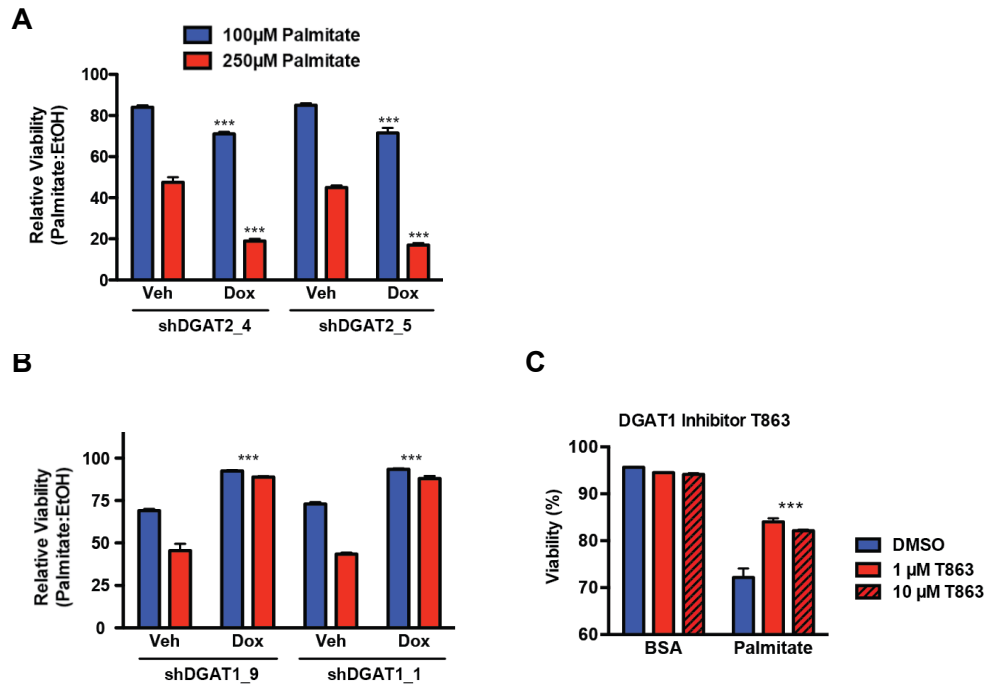 A
100µM Palmitate
250µM Palmitate
Relative Viability
(Palmitate:EtOH)
100
80
60
40
20
0
***
***
***
***
Veh
Dox
Veh
Dox
shDGAT2_4
shDGAT2_5
B
Relative Viability
(Palmitate:EtOH)
100
75
50
25
0
***
***
Veh
Dox
Veh
Dox
shDGAT1_9
shDGAT1_1
C
DGAT1 Inhibitor T863
Viability (%)
100
90
80
70
60
***
BSA
Palmitate
DMSO
1 µM T863
10 µM T863